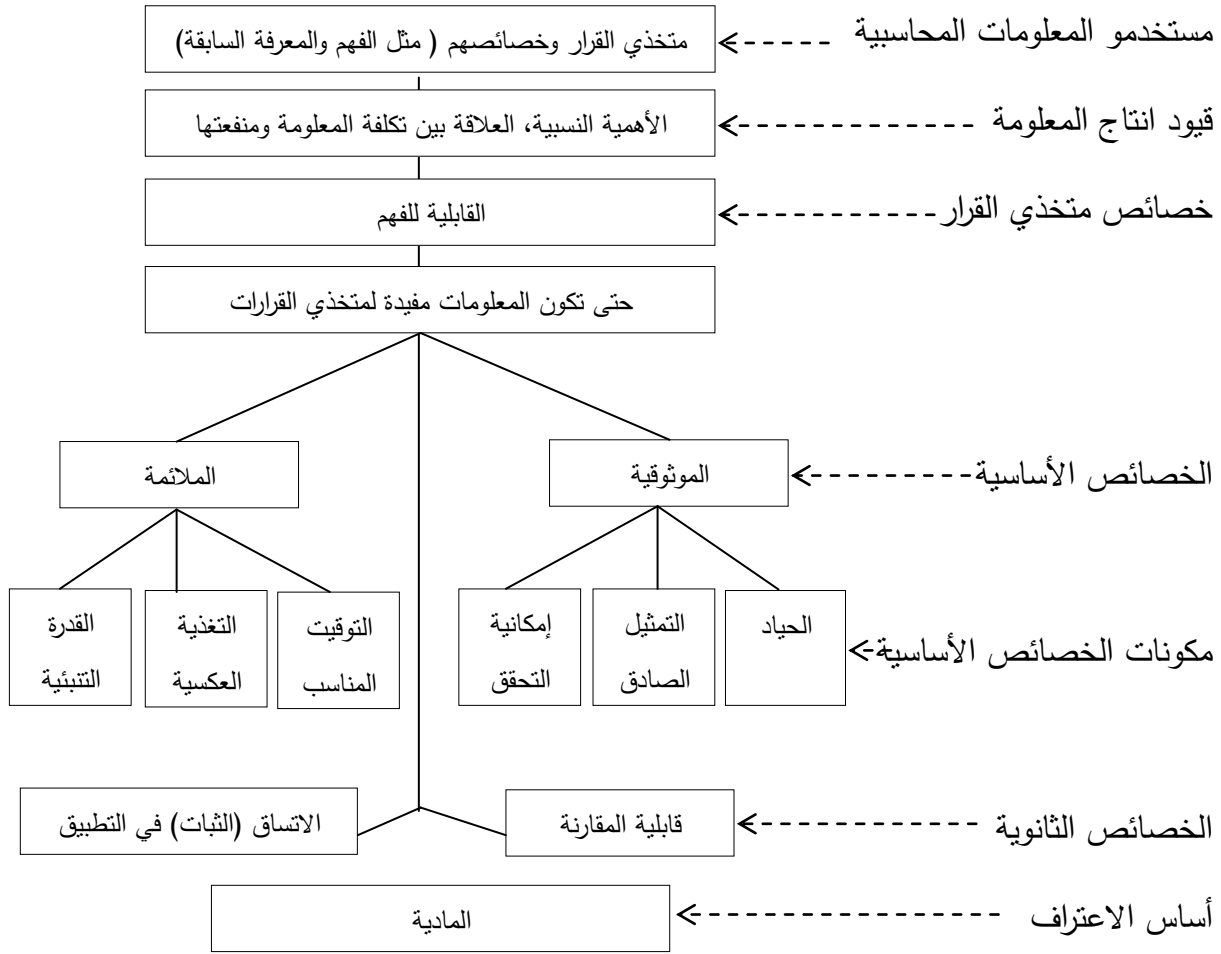 مستخدمو المعلومات المحاسبية
متخذي القرار وخصائصهم ( مثل الفهم والمعرفة السابقة)
قيود انتاج المعلومة
الأهمية النسبية، العلاقة بين تكلفة المعلومة ومنفعتها
خصائص متخذي القرار
القابلية للفهم
حتى تكون المعلومات مفيدة لمتخذي القرارات
الخصائص الأساسية
الموثوقية
الملائمة
مكونات الخصائص الأساسية
الحياد
التمثيل
الصادق
إمكانية
التحقق
التوقيت
المناسب
التغذية
العكسية
القدرة
التنبئية
الخصائص الثانوية
قابلية المقارنة
الاتساق (الثبات) في التطبيق
أساس الاعتراف
المادية